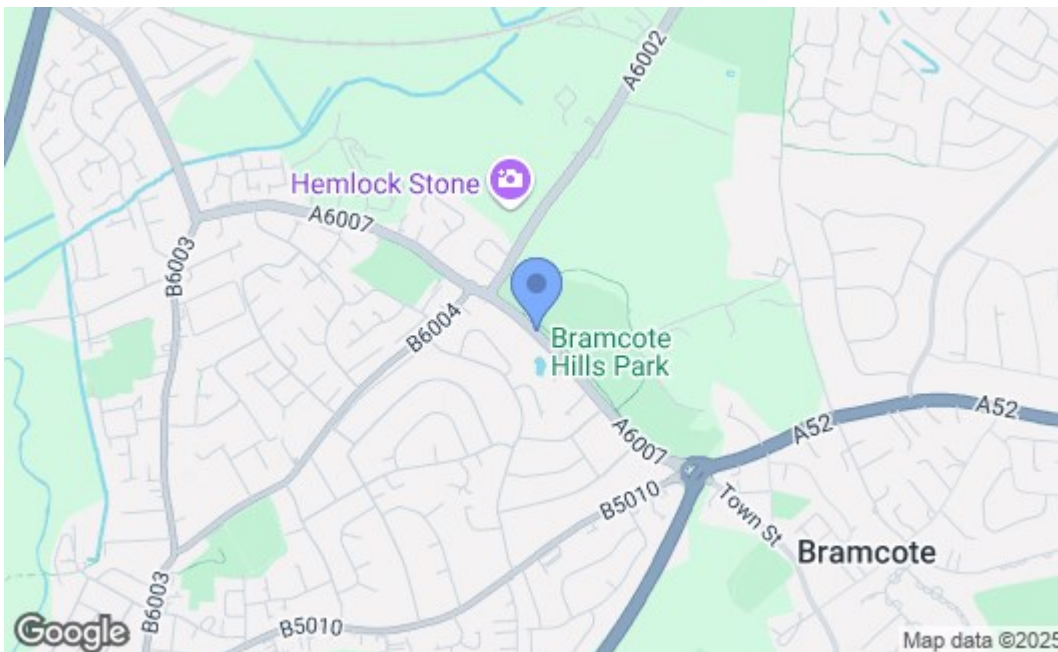 A6002
Hemlock Stone
A6007
B6003
B6004
Bramcote
Hills Park
A52
A52
A6007
B5010
Town St
Bramcote
B6003
B5010
Google
Map data ©2025